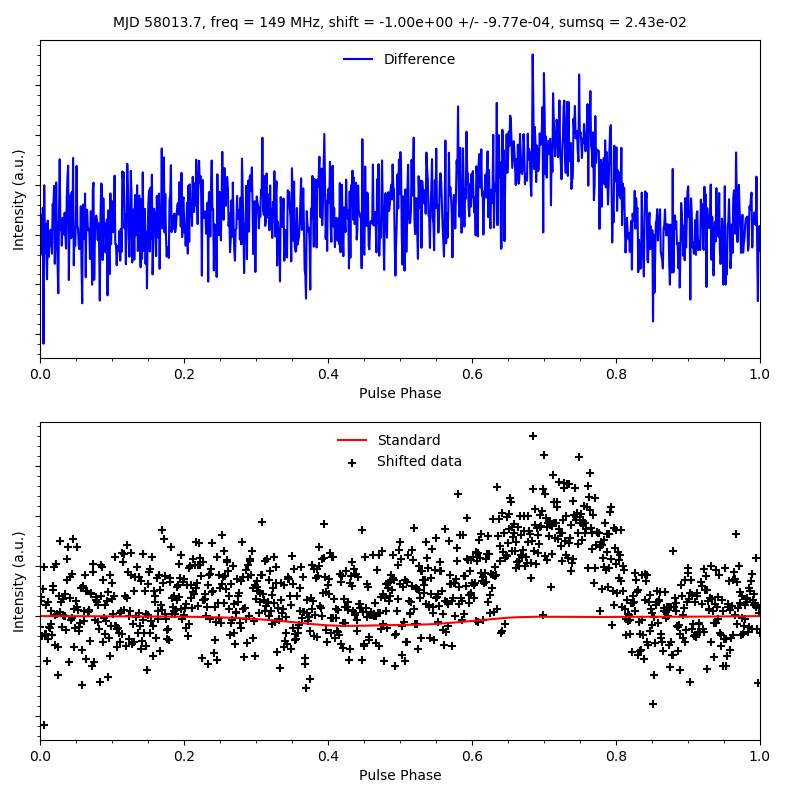 MJD 58013.7, freq = 149 MHz, shift = -1.00e+00 +/- -9.77e-04, sumsq = 2.43e-02
Difference
Intensity (a.u.)
0.0 0.2 0.4 0.6 0.8 1.0
Pulse Phase
Standard
Shifted data
Intensity (a.u.)
0.0 0.2 0.4 0.6 0.8 1.0
Pulse Phase